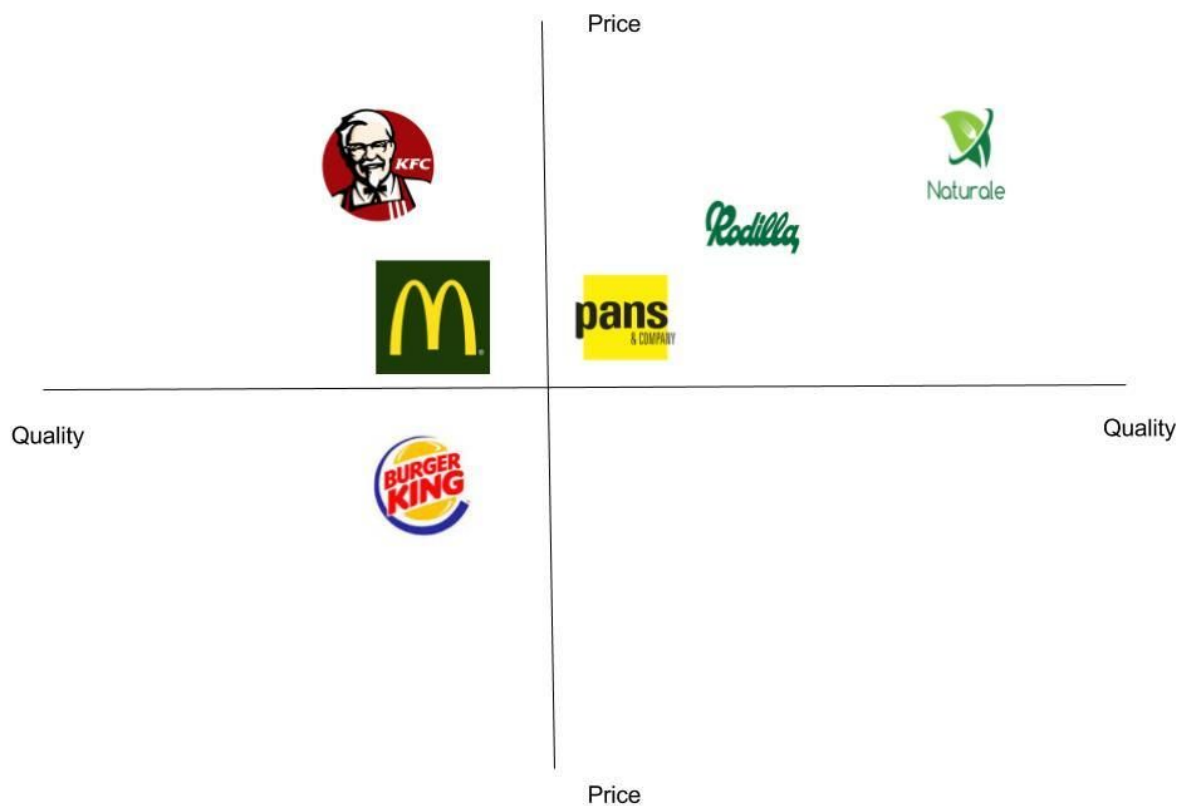 Price
KFC
Naturale
Rodilla
pans
& COMPANY
Quality
Quality
BURGER
KING
Price